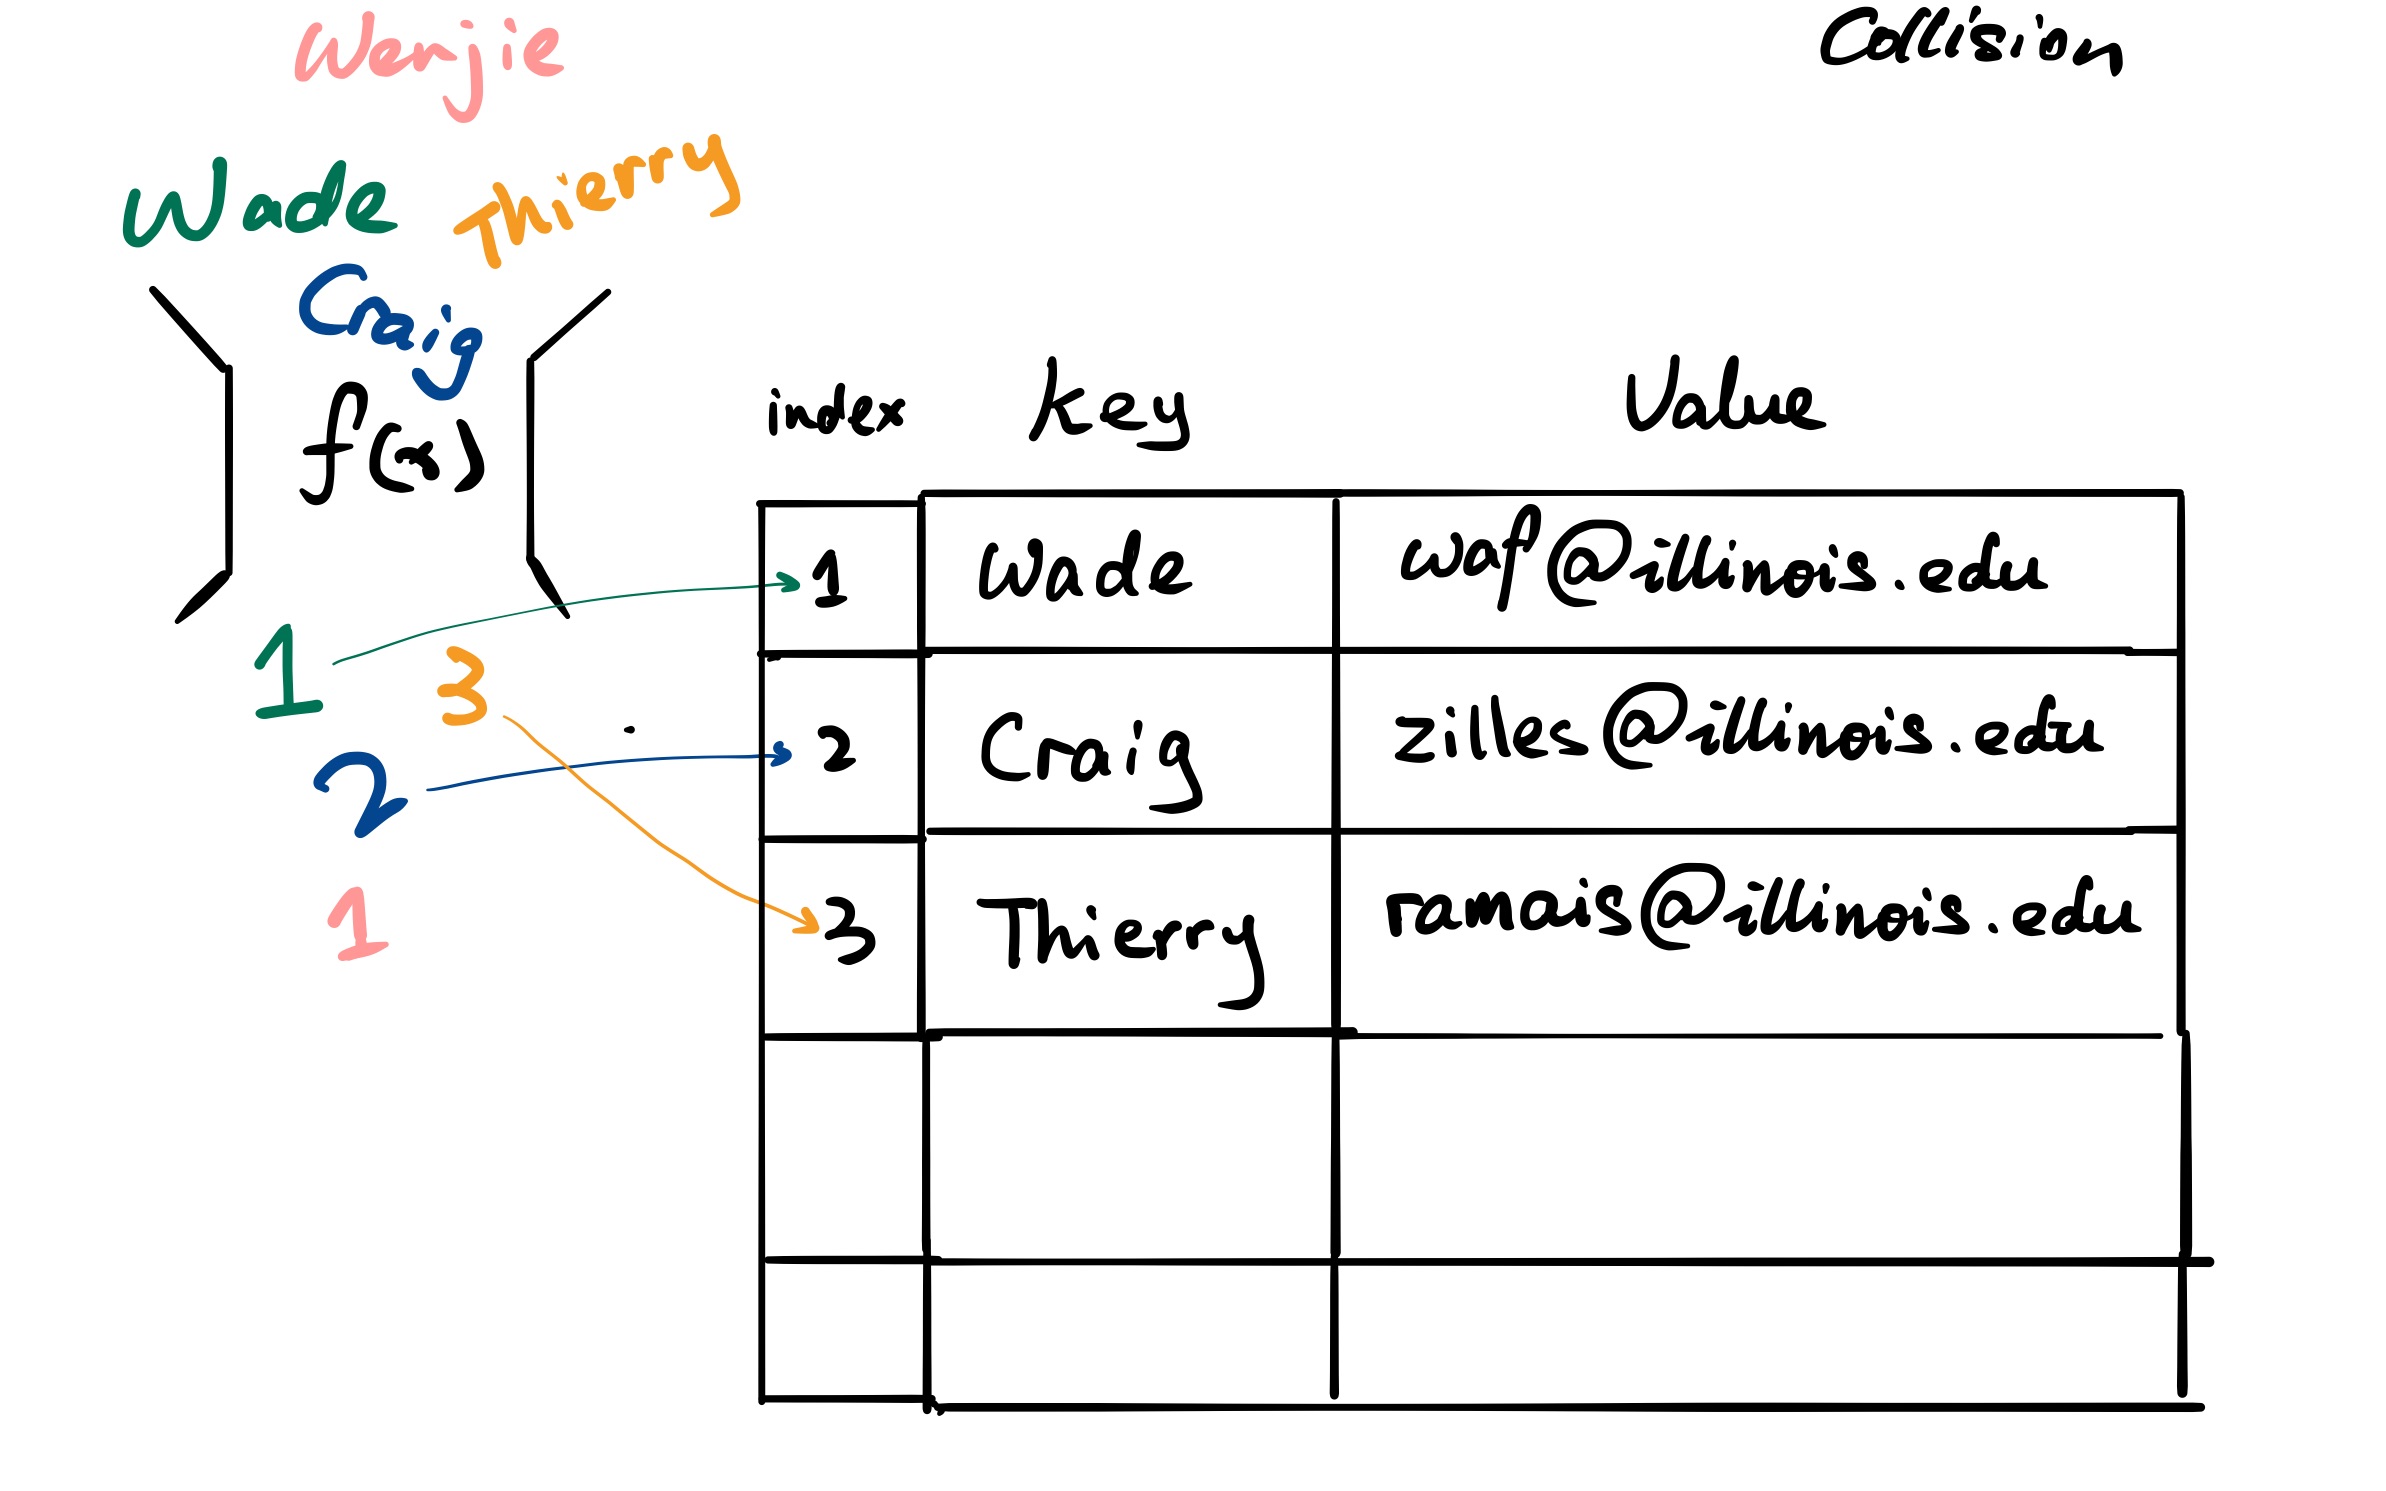 Wenjie
Collision
Wade
Thierry
Craig
f(x)
index key Value
1 Wade waf@illinois.edu
2 Craig zilles@illinois.edu
3 Thierry ramais@illinois.edu
1
3
2
1